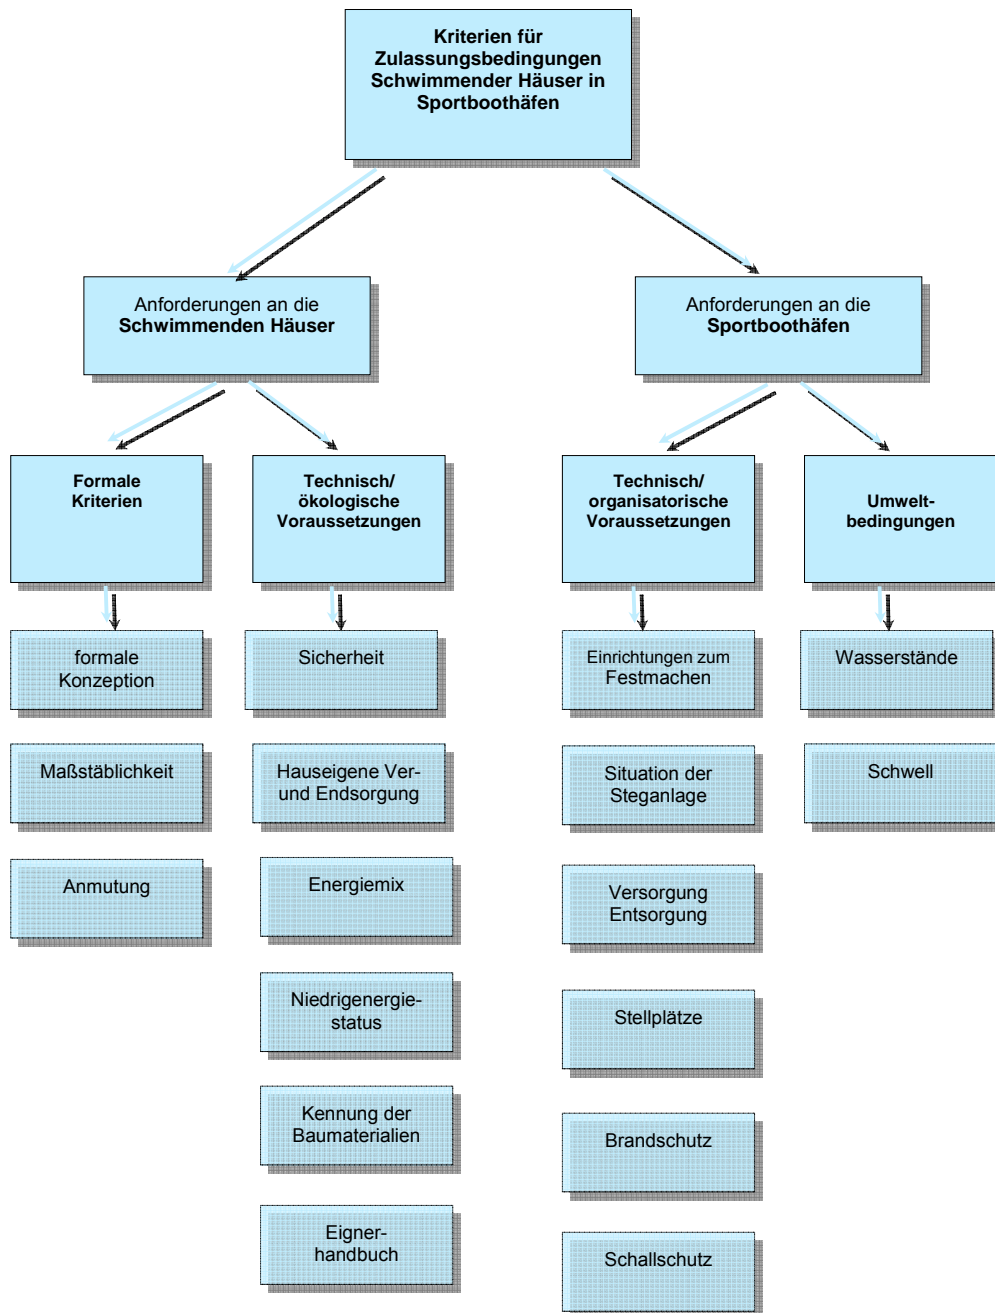 Kriterien für
Zulassungsbedingungen
Schwimmender Häuser in
Sportboothäfen
Anforderungen an die
Schwimmenden Häuser
Anforderungen an die
Sportboothäfen
Formale
Kriterien
Technisch/
ökologische
Voraussetzungen
Technisch/
organisatorische
Voraussetzungen
Umwelt-
bedingungen
formale
Konzeption
Sicherheit
Einrichtungen zum
Festmachen
Wasserstände
Maßstäblichkeit
Hauseigene Ver-
und Endsorgung
Situation der
Steganlage
Schwell
Anmutung
Energiemix
Versorgung
Entsorgung
Niedrigenergie-
status
Stellplätze
Kennung der
Baumaterialien
Brandschutz
Eigner-
handbuch
Schallschutz